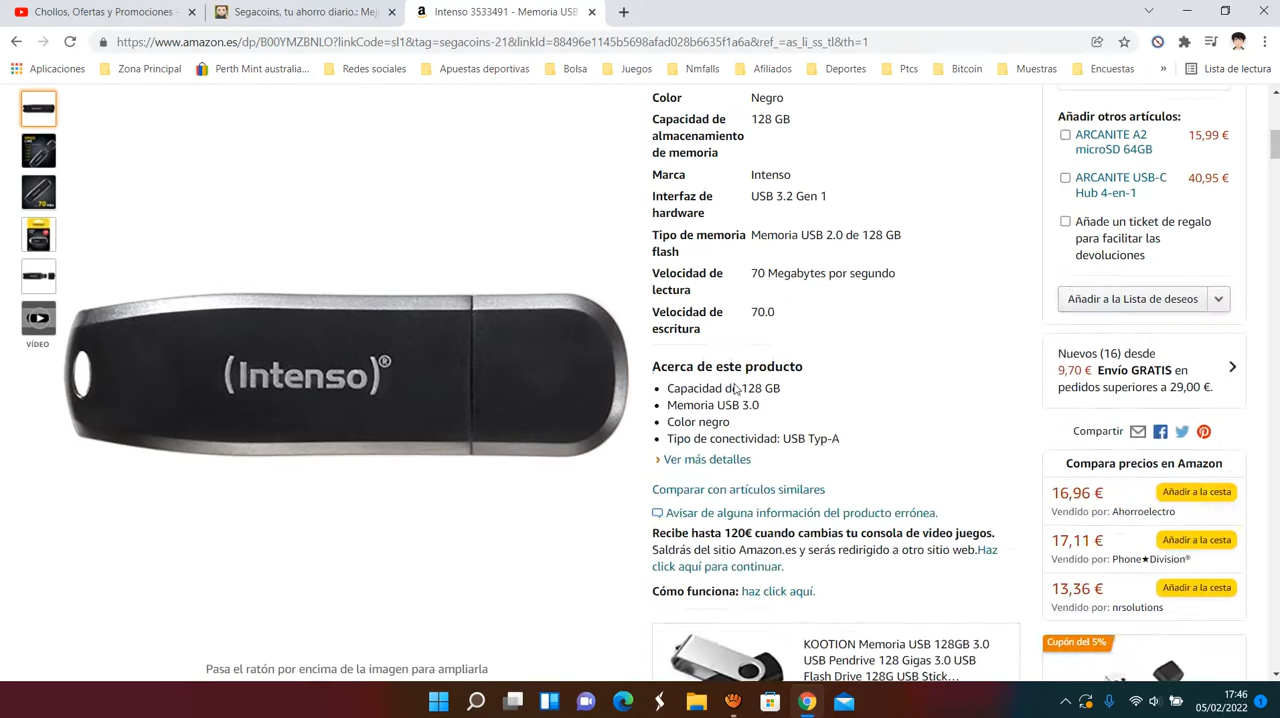 Chollos, Ofertas y Promociones -
Segacoins, tu ahorro diario.: Mej
Intenso 3533491 - Memoria USB
https://www.amazon.es/dp/B00YMZBNLO?linkCode=sl1&tag=segacoins-21&linkId=88496e1145b5698afad028b6635f1a6a&ref_=as_li_ss_tl&th=1
Aplicaciones
Zona Principal
Perth Mint australia...
Redes sociales
Apuestas deportivas
Bolsa
Juegos
Nmfalls
Afiliados
Deportes
Ptcs
Bitcoin
Muestras
Encuestas
»
Lista de lectura
VÍDEO
(Intenso)®
Pasa el ratón por encima de la imagen para ampliarla
Color Negro
Capacidad de 128 GB
almacenamiento
de memoria
Marca Intenso
Interfaz de USB 3.2 Gen 1
hardware
Tipo de memoria Memoria USB 2.0 de 128 GB
flash
Velocidad de 70 Megabytes por segundo
lectura
Velocidad de 70.0
escritura
Acerca de este producto
• Capacidad de 128 GB
• Memoria USB 3.0
• Color negro
• Tipo de conectividad: USB Typ-A
› Ver más detalles
Comparar con artículos similares
Avisar de alguna información del producto errónea.
Recibe hasta 120€ cuando cambias tu consola de video juegos.
Saldrás del sitio Amazon.es y serás redirigido a otro sitio web.Haz
click aquí para continuar.
Cómo funciona: haz click aquí.
KOOTION Memoria USB 128GB 3.0
USB Pendrive 128 Gigas 3.0 USB
Flash Drive 128G USB Stick...
Añadir otros artículos:
ARCANITE A2 15,99 €
microSD 64GB
ARCANITE USB-C 40,95 €
Hub 4-en-1
Añade un ticket de regalo
para facilitar las
devoluciones
Añadir a la Lista de deseos
Nuevos (16) desde
9,70 € Envío GRATIS en
pedidos superiores a 29,00 €.
Compartir
Compara precios en Amazon
16,96 € Añadir a la cesta
Vendido por: Ahorroelectro
17,11 € Añadir a la cesta
Vendido por: Phone★Division®
13,36 € Añadir a la cesta
Vendido por: nrsolutions
Cupón del 5%
17:46
05/02/2022